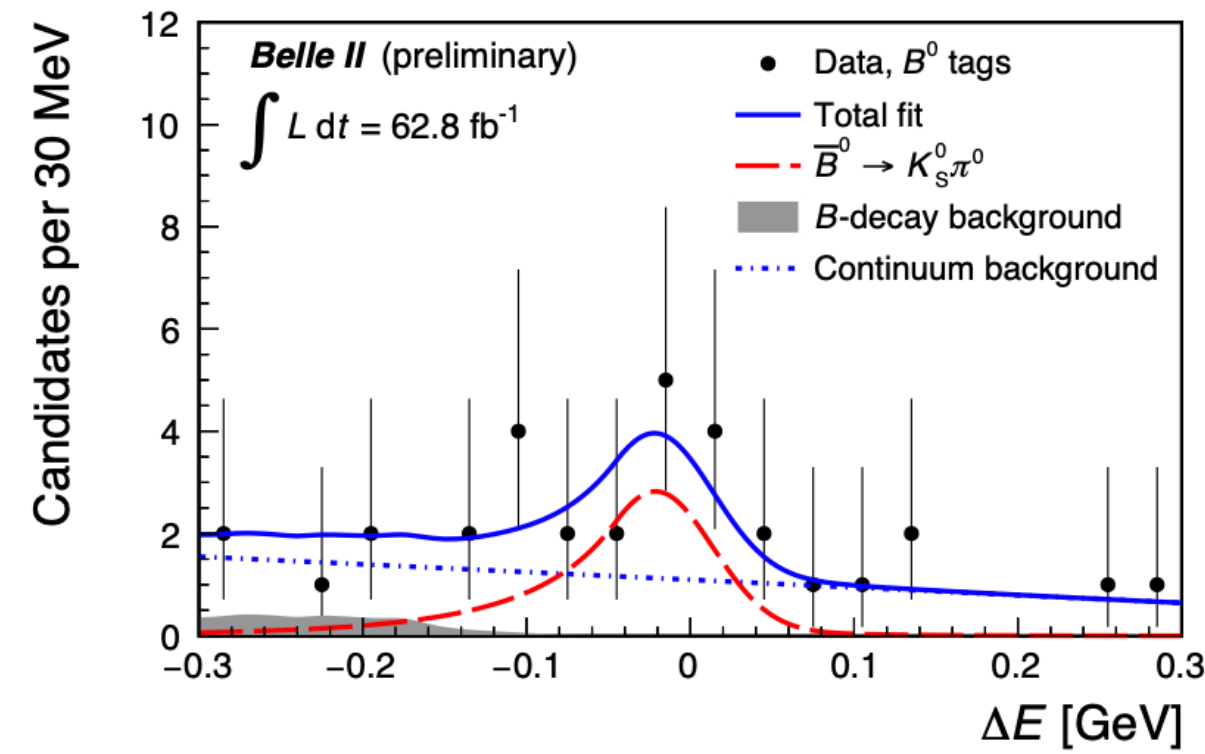 Candidates per 30 MeV
12
10
8
6
4
2
0
Belle II (preliminary)
∫ L dt = 62.8 fb⁻¹
Data, B⁰ tags
Total fit
B̅⁰ → K⁰_S π⁰
B-decay background
Continuum background
−0.3 −0.2 −0.1 0 0.1 0.2 0.3
ΔE [GeV]